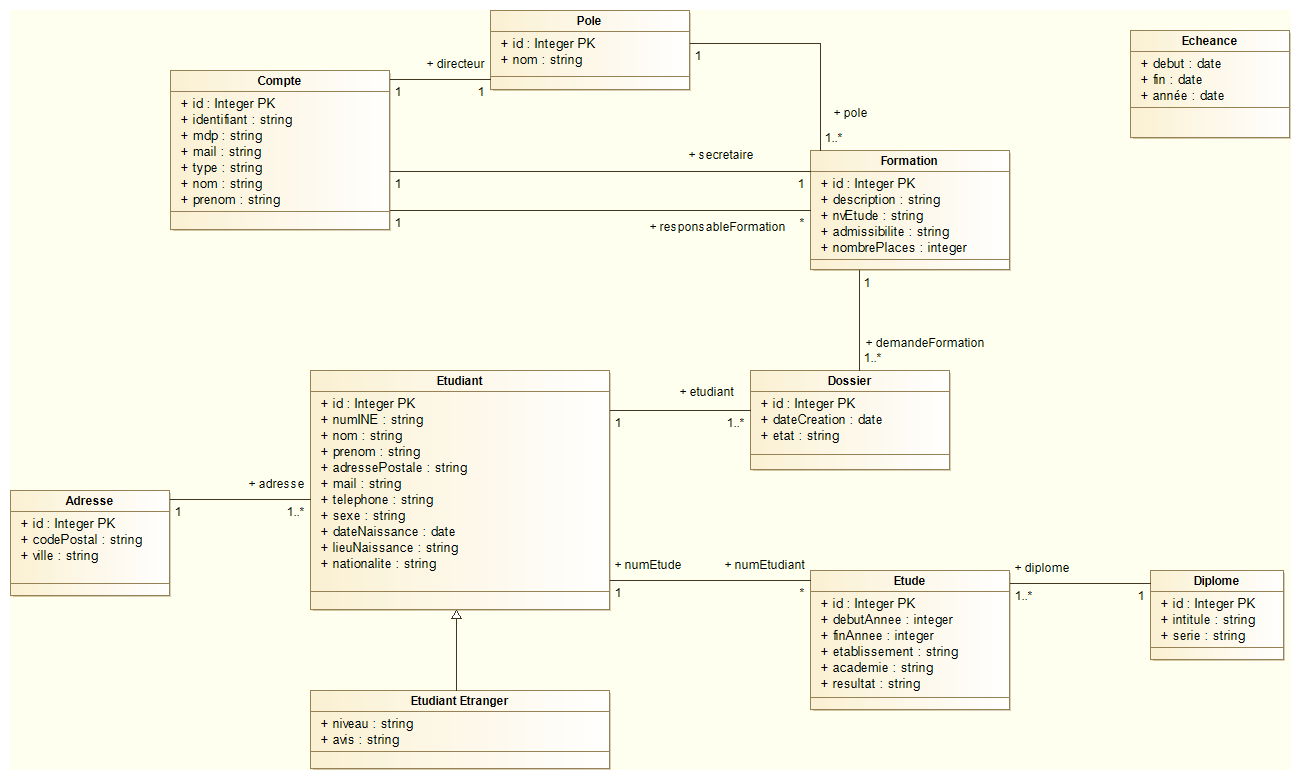 Pole
+ id : Integer PK
+ nom : string
Echeance
+ debut : date
+ fin : date
+ année : date
Compte
+ id : Integer PK
+ identifiant : string
+ mdp : string
+ mail : string
+ type : string
+ nom : string
+ prenom : string
+ directeur
1
1
1
+ pole
1..*
+ secretaire
1
1
1
+ responsableFormation
*
Formation
+ id : Integer PK
+ description : string
+ nvEtude : string
+ admissibilite : string
+ nombrePlaces : integer
1
+ demandeFormation
1..*
Etudiant
+ id : Integer PK
+ numINE : string
+ nom : string
+ prenom : string
+ adressePostale : string
+ mail : string
+ telephone : string
+ sexe : string
+ dateNaissance : date
+ lieuNaissance : string
+ nationalite : string
+ etudiant
1
1..*
Dossier
+ id : Integer PK
+ dateCreation : date
+ etat : string
Adresse
+ id : Integer PK
+ codePostal : string
+ ville : string
+ adresse
1
1..*
+ numEtude
+ numEtudiant
1
*
Etude
+ id : Integer PK
+ debutAnnee : integer
+ finAnnee : integer
+ etablissement : string
+ academie : string
+ resultat : string
+ diplome
1..*
1
Diplome
+ id : Integer PK
+ intitule : string
+ serie : string
Etudiant Etranger
+ niveau : string
+ avis : string